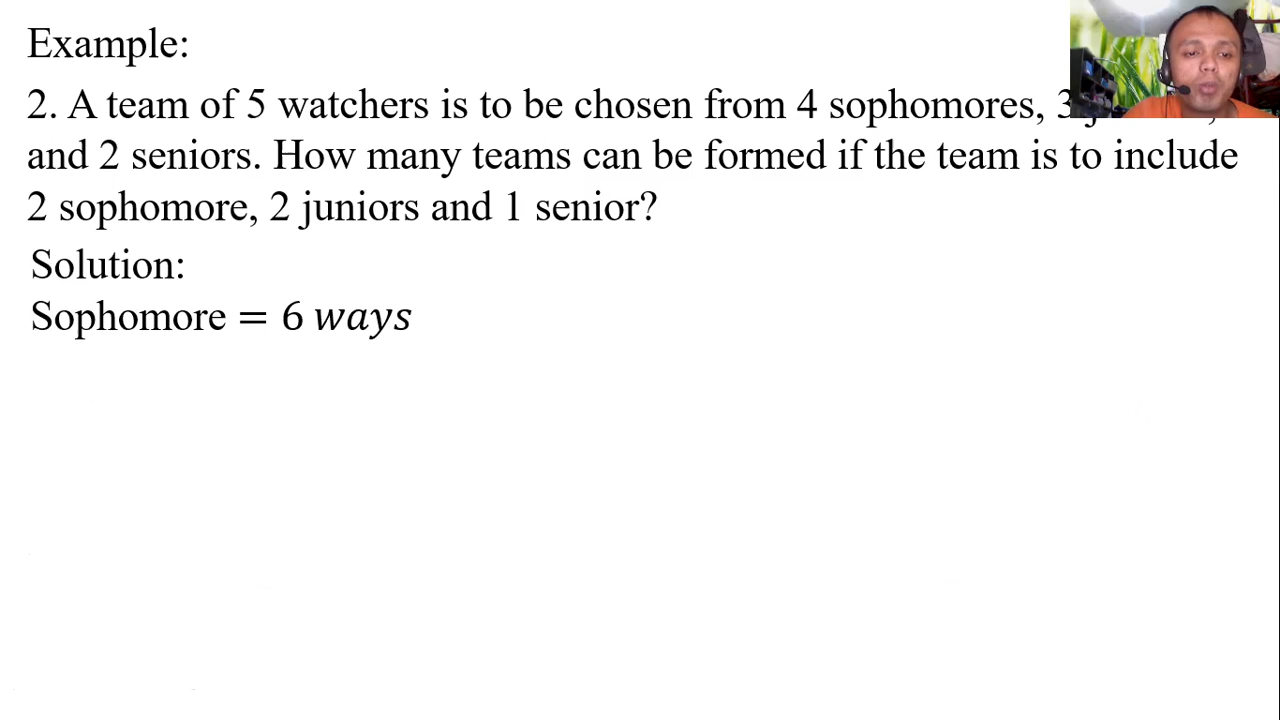 Example:
2. A team of 5 watchers is to be chosen from 4 sophomores, 3
and 2 seniors. How many teams can be formed if the team is to include
2 sophomore, 2 juniors and 1 senior?
Solution:
Sophomore = 6 ways